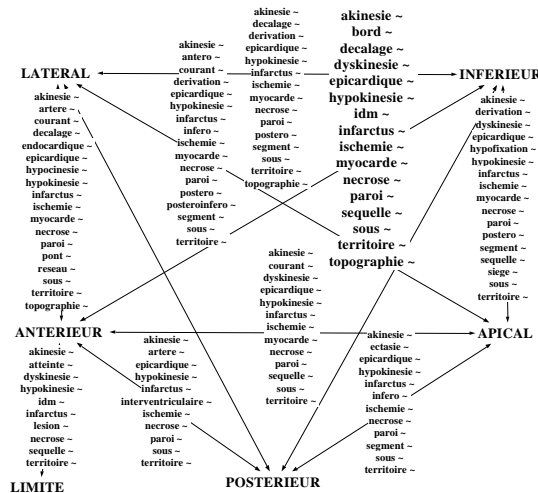 LATERAL
INFERIEUR
akinesie ~
artere ~
courant ~
decalage ~
endocardique ~
epicardique ~
hypocinesie ~
hypokinesie ~
infarctus ~
ischemie ~
myocarde ~
necrose ~
paroi ~
pont ~
reseau ~
sous ~
territoire ~
topographie ~
akinesie ~
antero ~
courant ~
derivation ~
epicardique ~
hypokinesie ~
infarctus ~
infero ~
ischemie ~
myocarde ~
necrose ~
paroi ~
postero ~
posteroinfero ~
segment ~
sous ~
territoire ~
akinesie ~
decalage ~
derivation ~
epicardique ~
hypokinesie ~
infarctus ~
ischemie ~
myocarde ~
necrose ~
paroi ~
postero ~
segment ~
sous ~
territoire ~
topographie ~
akinesie ~
bord ~
decalage ~
dyskinesie ~
epicardique ~
hypokinesie ~
idm ~
infarctus ~
ischemie ~
myocarde ~
necrose ~
paroi ~
sequelle ~
sous ~
territoire ~
topographie ~
akinesie ~
derivation ~
dyskinesie ~
epicardique ~
hypofixation ~
hypokinesie ~
infarctus ~
ischemie ~
myocarde ~
necrose ~
paroi ~
postero ~
segment ~
sequelle ~
siege ~
sous ~
territoire ~
akinesie ~
courant ~
dyskinesie ~
epicardique ~
hypokinesie ~
infarctus ~
ischemie ~
myocarde ~
necrose ~
paroi ~
sequelle ~
sous ~
territoire ~
ANTERIEUR
APICAL
akinesie ~
atteinte ~
dyskinesie ~
hypokinesie ~
idm ~
infarctus ~
lesion ~
necrose ~
sequelle ~
territoire ~
akinesie ~
artere ~
epicardique ~
hypokinesie ~
infarctus ~
interventriculaire ~
ischemie ~
necrose ~
paroi ~
sous ~
territoire ~
akinesie ~
ectasie ~
epicardique ~
hypokinesie ~
infarctus ~
infero ~
ischemie ~
necrose ~
paroi ~
segment ~
sous ~
territoire ~
POSTERIEUR
LIMITE